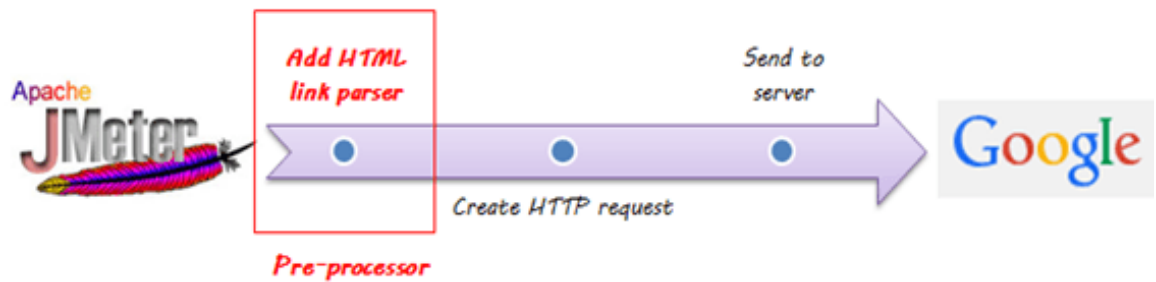 Apache
JMeter
Add HTML
link parser
Create HTTP request
Send to
server
Google
Pre-processor